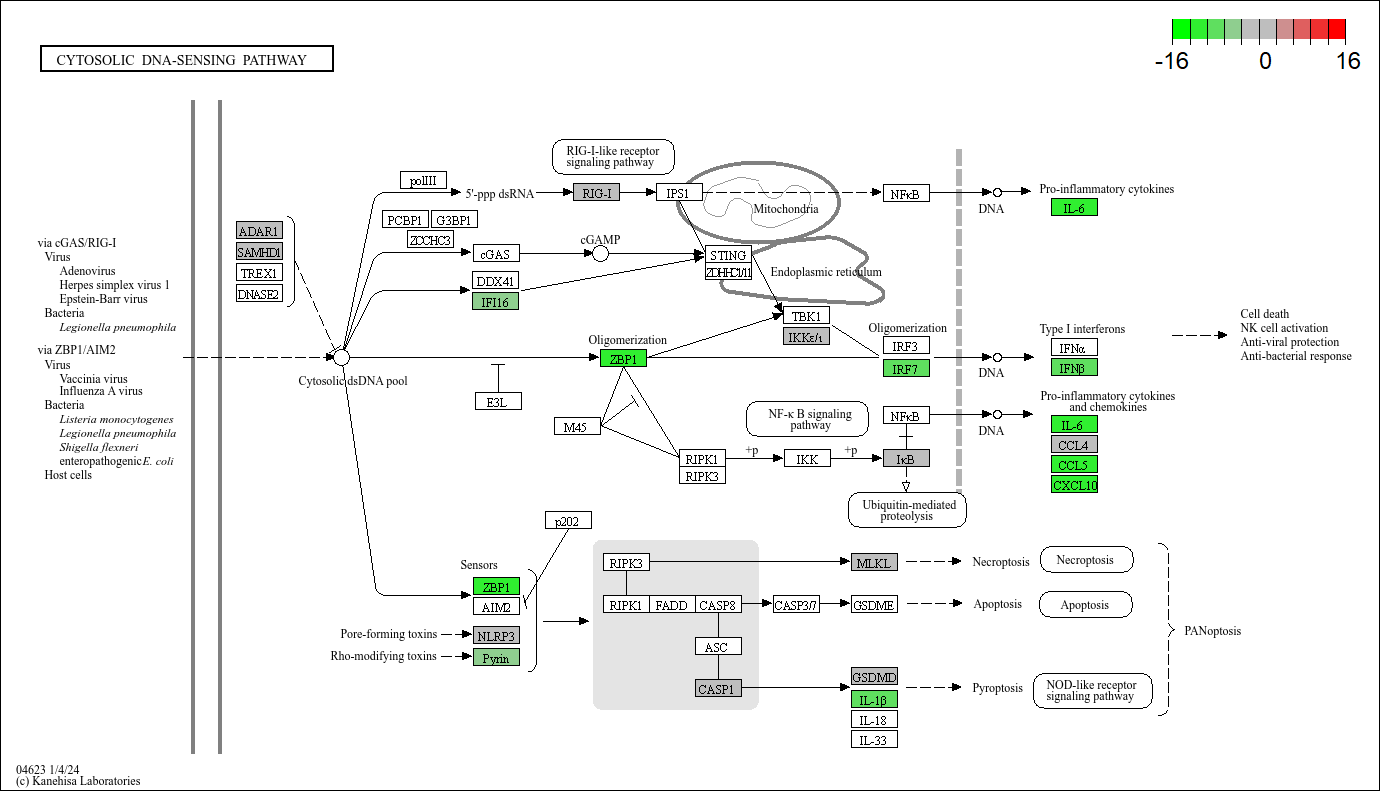 CYTOSOLIC DNA-SENSING PATHWAY
-16 0 16
RIG-I-like receptor
signaling pathway
polIII
5'-ppp dsRNA
RIG-I
IPS1
NFκB
DNA
Pro-inflammatory cytokines
IL-6
Mitochondria
PCBP1
G3BP1
ZCCHC3
cGAS
cGAMP
STING
ZDHHC1/11
Endoplasmic reticulum
DDX41
IFI16
ADAR1
SAMHD1
TREX1
DNASE2
via cGAS/RIG-I
Virus
Adenovirus
Herpes simplex virus 1
Epstein-Barr virus
Bacteria
Legionella pneumophila
via ZBP1/AIM2
Virus
Vaccinia virus
Influenza A virus
Bacteria
Listeria monocytogenes
Legionella pneumophila
Shigella flexneri
enteropathogenic E. coli
Host cells
Cytosolic dsDNA pool
TBK1
IKKε/ι
Oligomerization
ZBP1
Oligomerization
IRF3
IRF7
DNA
Type I interferons
IFNα
IFNβ
Cell death
NK cell activation
Anti-viral protection
Anti-bacterial response
E3L
M45
RIPK1
RIPK3
+p
IKK
+p
NF-κ B signaling
pathway
NFκB
IκB
DNA
Pro-inflammatory cytokines
and chemokines
IL-6
CCL4
CCL5
CXCL10
Ubiquitin-mediated
proteolysis
p202
Sensors
ZBP1
AIM2
Pore-forming toxins
NLRP3
Rho-modifying toxins
Pyrin
RIPK3
RIPK1
FADD
CASP8
ASC
CASP1
MLKL
Necroptosis
Necroptosis
CASP3/7
GSDME
Apoptosis
Apoptosis
GSDMD
IL-1β
IL-18
IL-33
Pyroptosis
NOD-like receptor
signaling pathway
PANoptosis
04623 1/4/24
(c) Kanehisa Laboratories